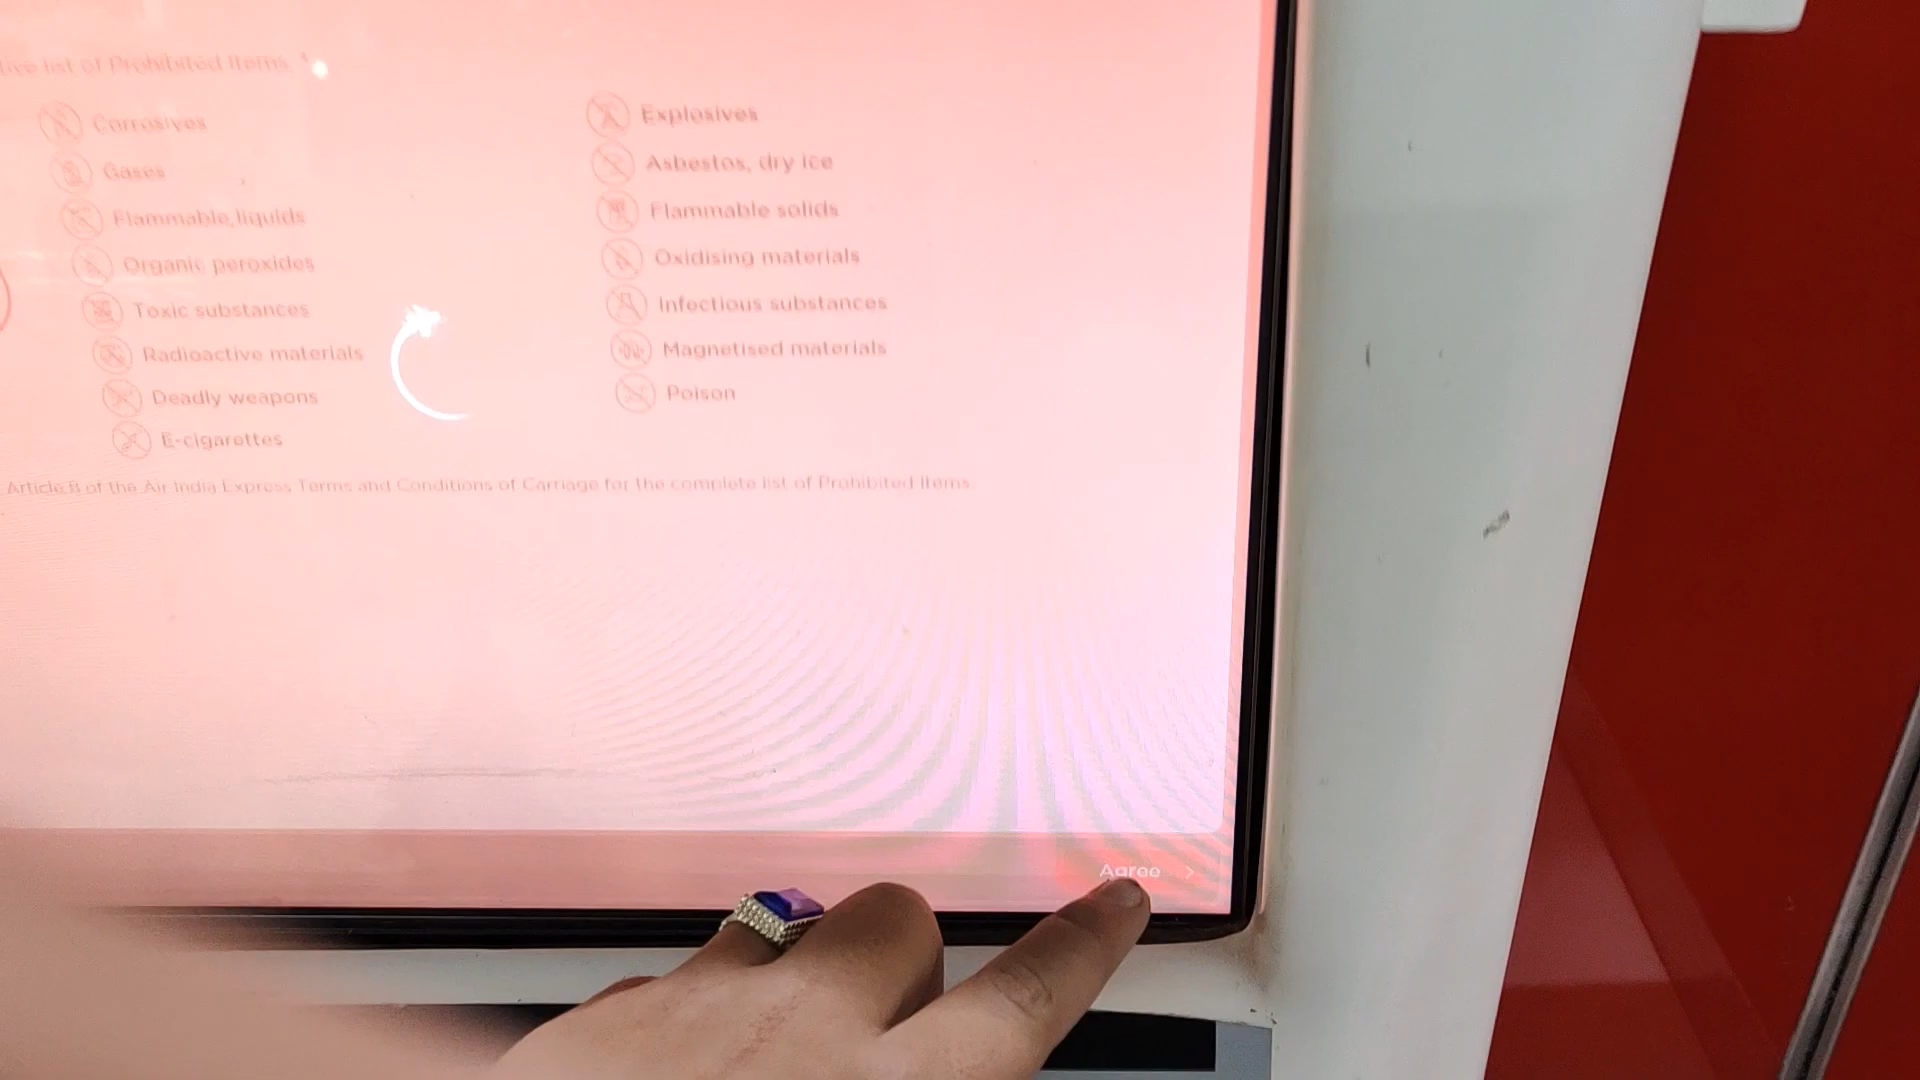 list of Prohibited Items. *
Corrosives
Gases
Flammable liquids
Organic peroxides
Toxic substances
Radioactive materials
Deadly weapons
E-cigarettes
Explosives
Asbestos, dry ice
Flammable solids
Oxidising materials
Infectious substances
Magnetised materials
Poison
Article 8 of the Air India Express Terms and Conditions of Carriage for the complete list of Prohibited Items
Agree >